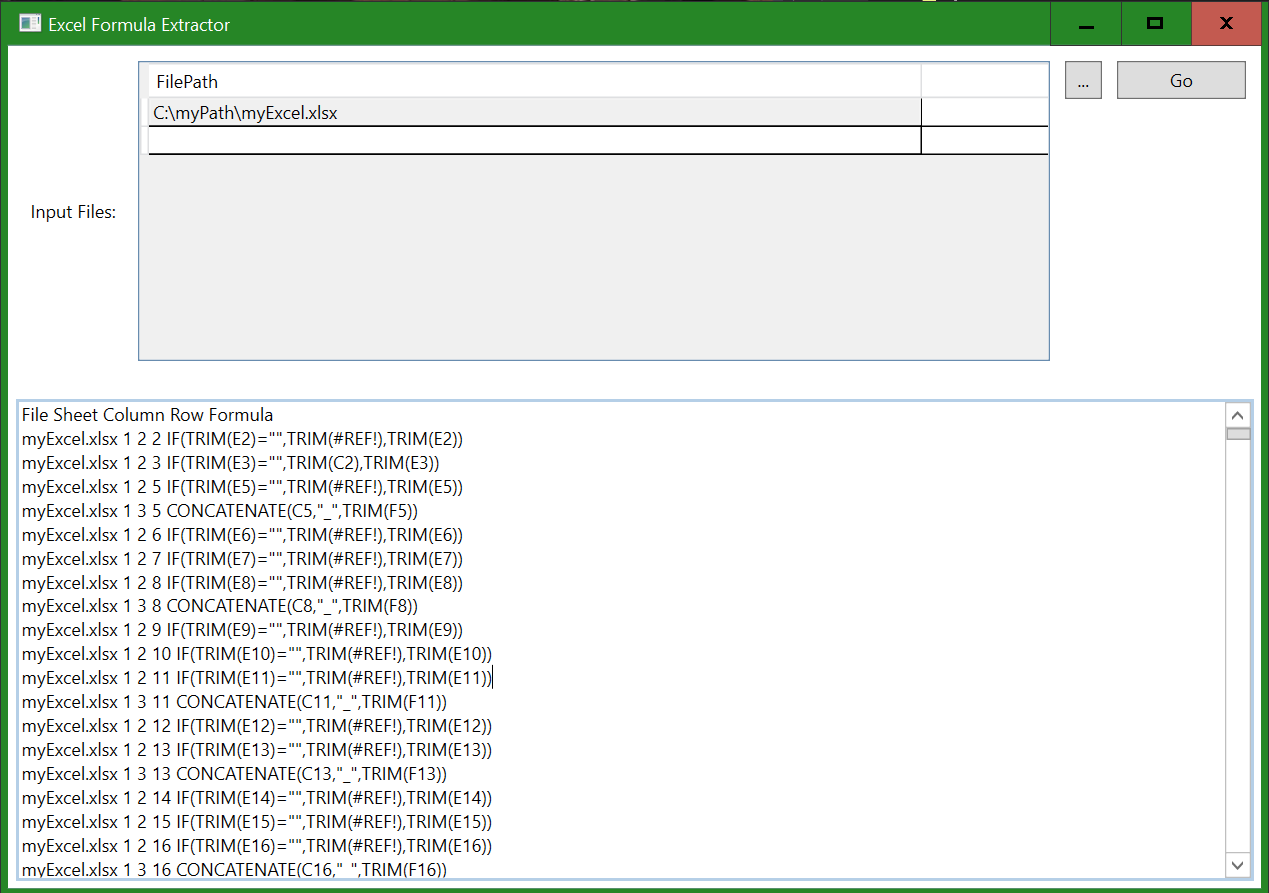 Excel Formula Extractor
FilePath
... Go
C:\myPath\myExcel.xlsx
Input Files:
File Sheet Column Row Formula
myExcel.xlsx 1 2 2 IF(TRIM(E2)="",TRIM(#REF!),TRIM(E2))
myExcel.xlsx 1 2 3 IF(TRIM(E3)="",TRIM(C2),TRIM(E3))
myExcel.xlsx 1 2 5 IF(TRIM(E5)="",TRIM(#REF!),TRIM(E5))
myExcel.xlsx 1 3 5 CONCATENATE(C5,"_",TRIM(F5))
myExcel.xlsx 1 2 6 IF(TRIM(E6)="",TRIM(#REF!),TRIM(E6))
myExcel.xlsx 1 2 7 IF(TRIM(E7)="",TRIM(#REF!),TRIM(E7))
myExcel.xlsx 1 2 8 IF(TRIM(E8)="",TRIM(#REF!),TRIM(E8))
myExcel.xlsx 1 3 8 CONCATENATE(C8,"_",TRIM(F8))
myExcel.xlsx 1 2 9 IF(TRIM(E9)="",TRIM(#REF!),TRIM(E9))
myExcel.xlsx 1 2 10 IF(TRIM(E10)="",TRIM(#REF!),TRIM(E10))
myExcel.xlsx 1 2 11 IF(TRIM(E11)="",TRIM(#REF!),TRIM(E11))
myExcel.xlsx 1 3 11 CONCATENATE(C11,"_",TRIM(F11))
myExcel.xlsx 1 2 12 IF(TRIM(E12)="",TRIM(#REF!),TRIM(E12))
myExcel.xlsx 1 2 13 IF(TRIM(E13)="",TRIM(#REF!),TRIM(E13))
myExcel.xlsx 1 3 13 CONCATENATE(C13,"_",TRIM(F13))
myExcel.xlsx 1 2 14 IF(TRIM(E14)="",TRIM(#REF!),TRIM(E14))
myExcel.xlsx 1 2 15 IF(TRIM(E15)="",TRIM(#REF!),TRIM(E15))
myExcel.xlsx 1 2 16 IF(TRIM(E16)="",TRIM(#REF!),TRIM(E16))
myExcel.xlsx 1 3 16 CONCATENATE(C16,"_",TRIM(F16))